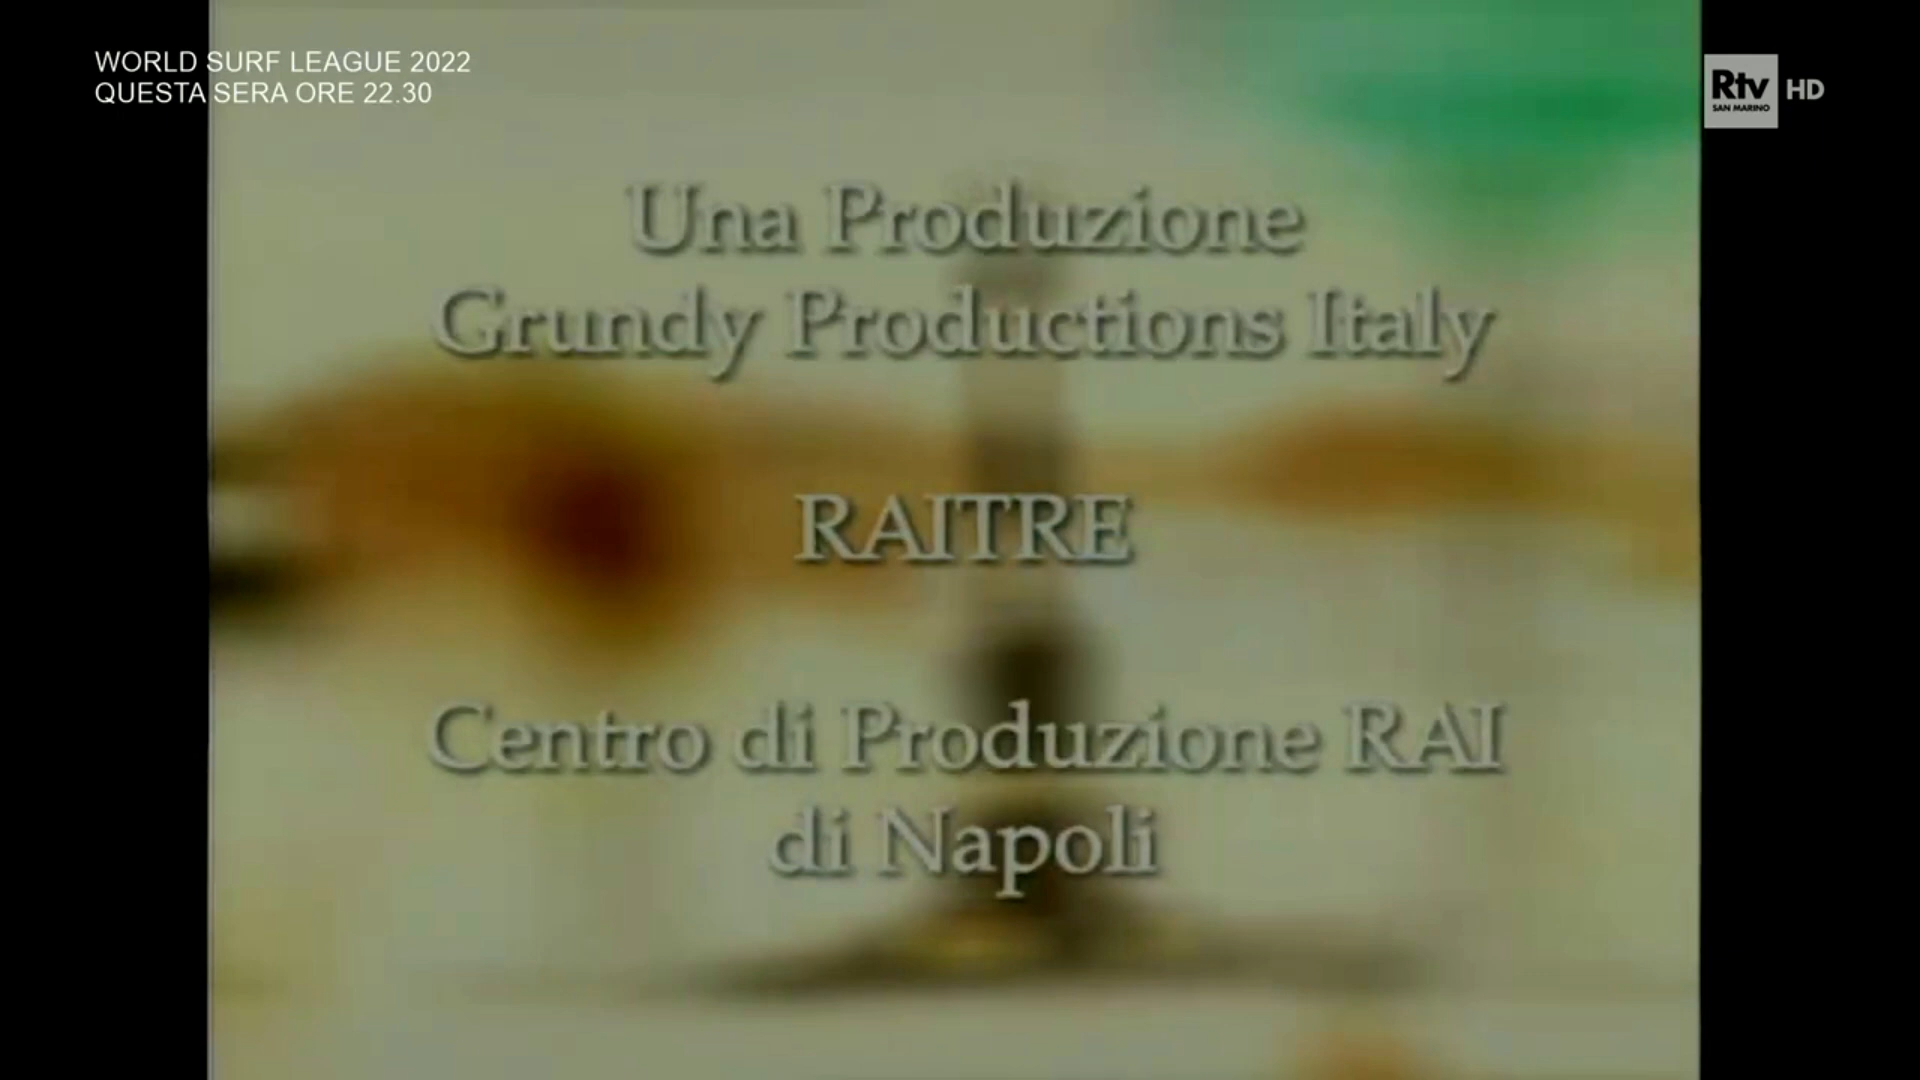 WORLD SURF LEAGUE 2022
QUESTA SERA ORE 22.30
Rtv HD
SAN MARINO
Una Produzione
Grundy Productions Italy
RAITRE
Centro di Produzione RAI
di Napoli